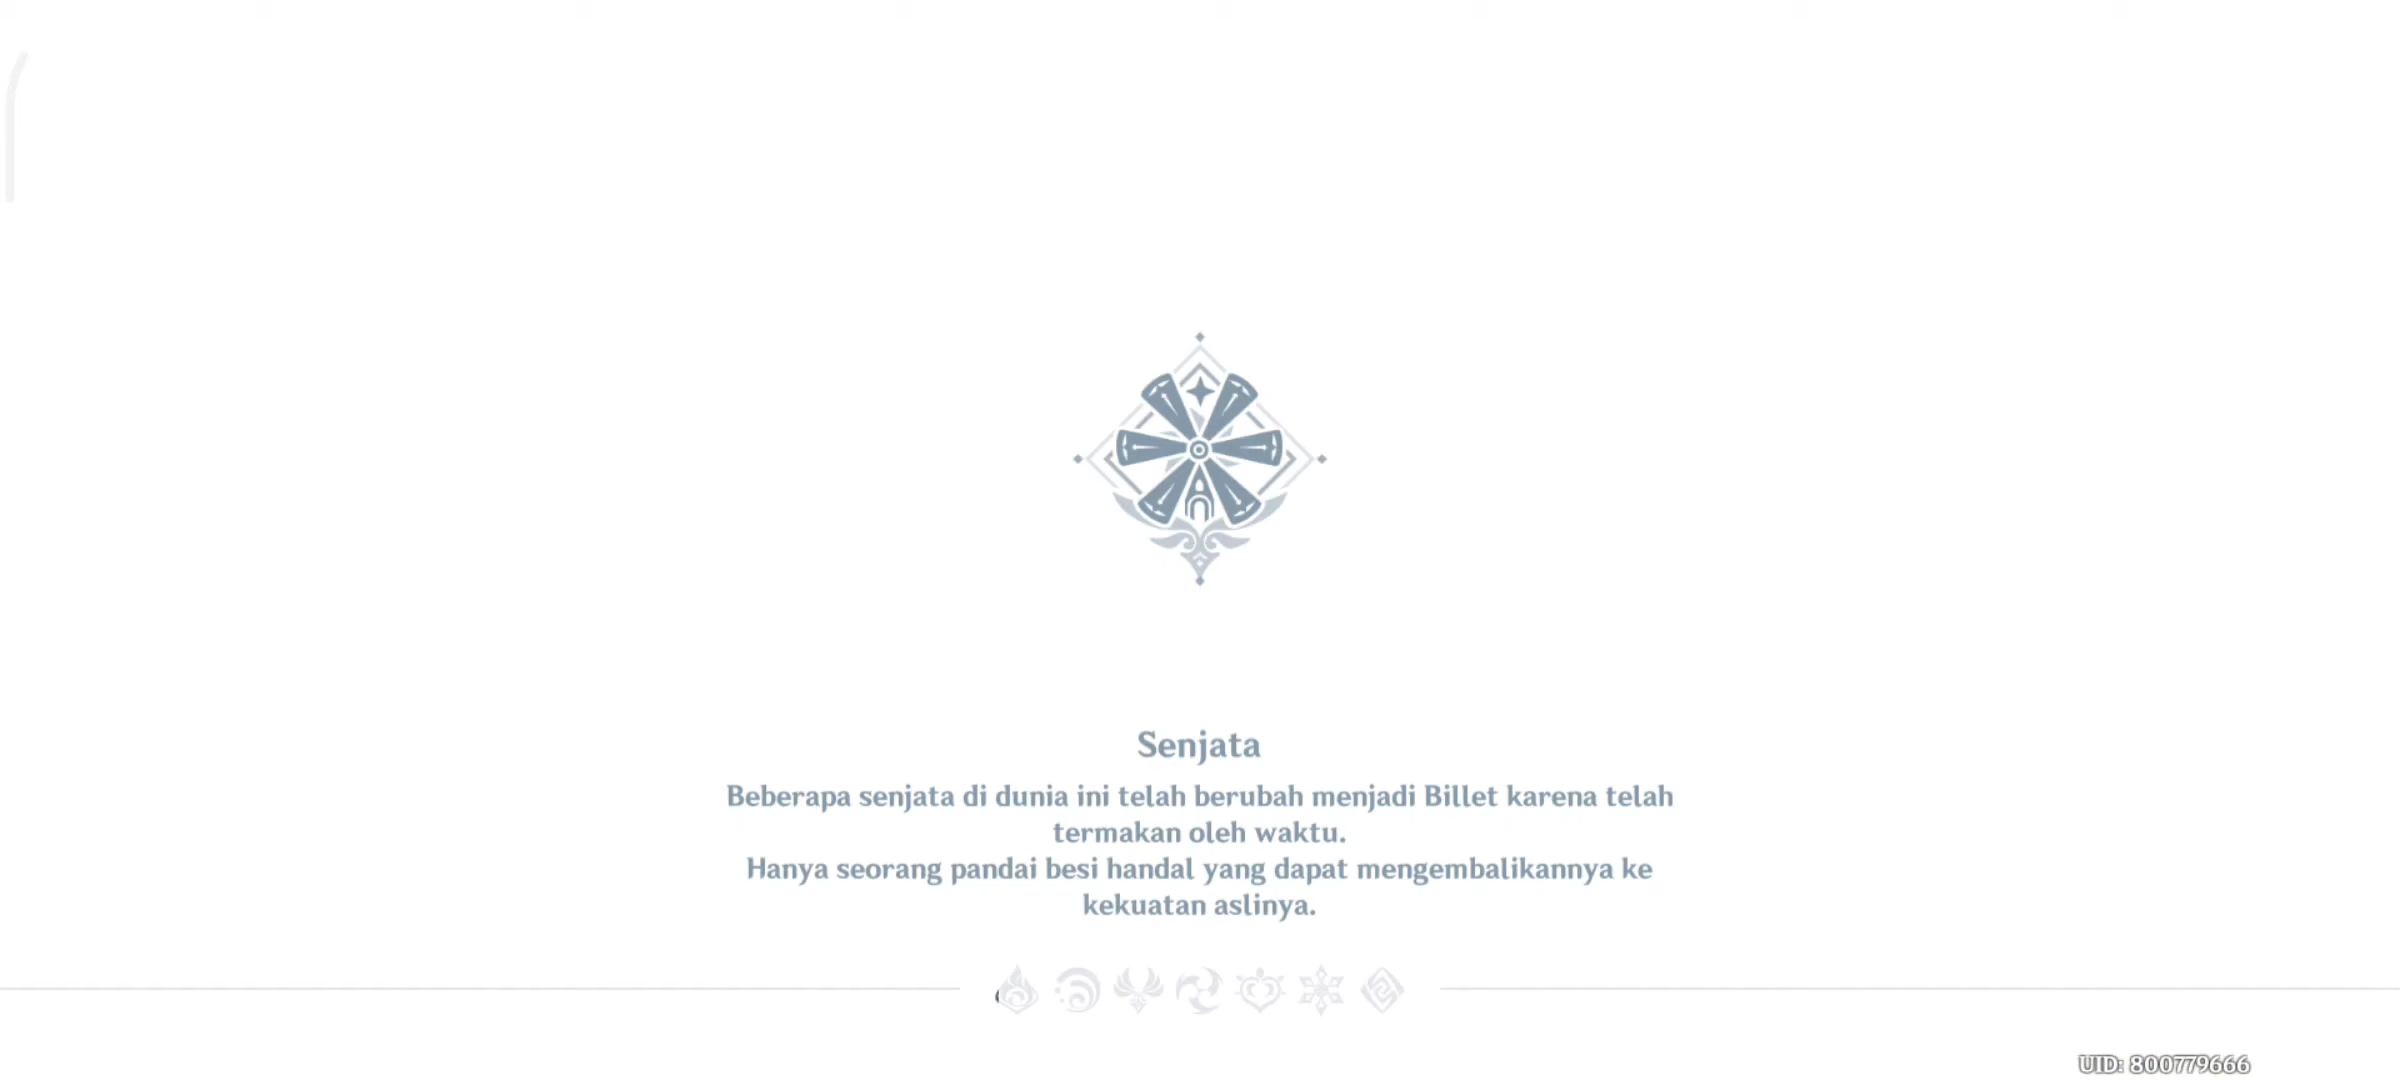 Senjata
Beberapa senjata di dunia ini telah berubah menjadi Billet karena telah
termakan oleh waktu.
Hanya seorang pandai besi handal yang dapat mengembalikannya ke
kekuatan aslinya.
UID: 800779666